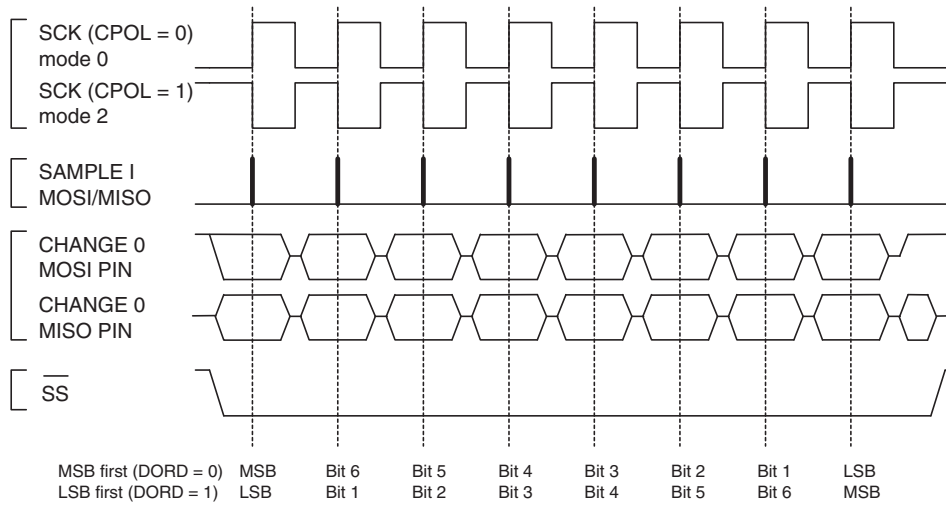 SCK (CPOL = 0)
mode 0
SCK (CPOL = 1)
mode 2
SAMPLE I
MOSI/MISO
CHANGE 0
MOSI PIN
CHANGE 0
MISO PIN
SS
MSB first (DORD = 0) MSB Bit 6 Bit 5 Bit 4 Bit 3 Bit 2 Bit 1 LSB
LSB first (DORD = 1) LSB Bit 1 Bit 2 Bit 3 Bit 4 Bit 5 Bit 6 MSB